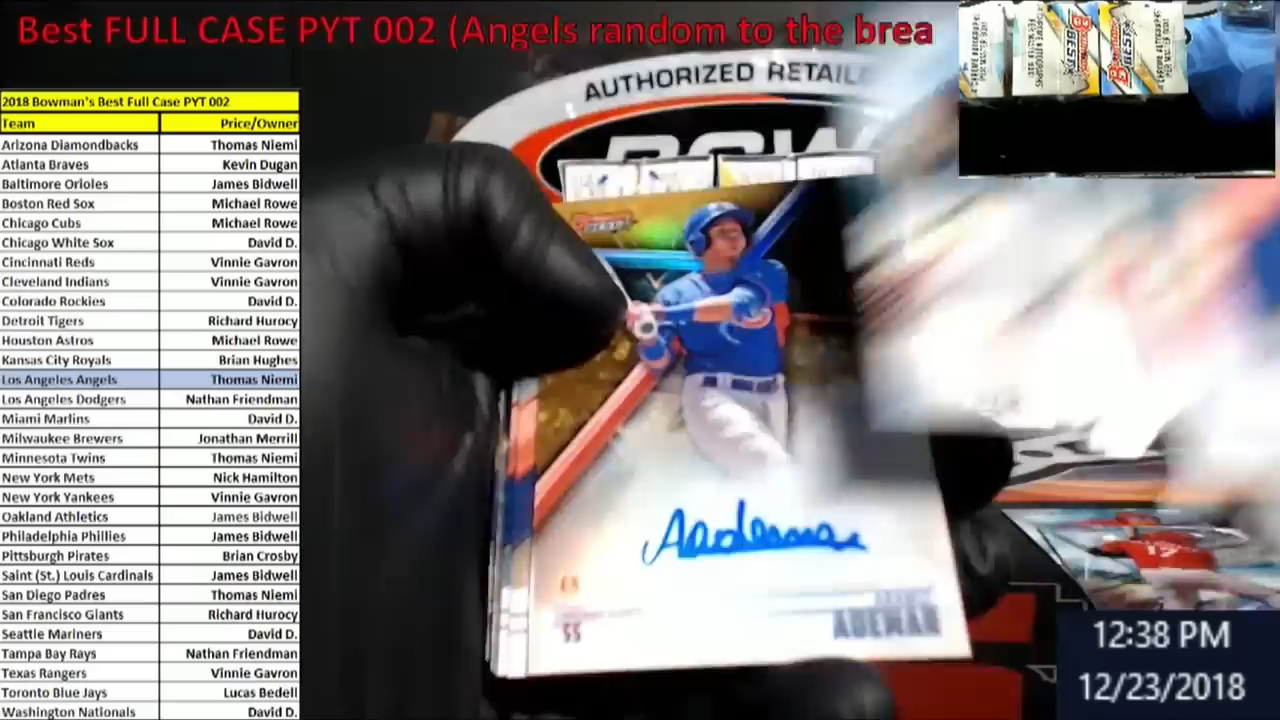 Best FULL CASE PYT 002 (Angels random to the brea
2018 Bowman's Best Full Case PYT 002
Team Price/Owner
Arizona Diamondbacks Thomas Niemi
Atlanta Braves Kevin Dugan
Baltimore Orioles James Bidwell
Boston Red Sox Michael Rowe
Chicago Cubs Michael Rowe
Chicago White Sox David D.
Cincinnati Reds Vinnie Gavron
Cleveland Indians Vinnie Gavron
Colorado Rockies David D.
Detroit Tigers Richard Hurocy
Houston Astros Michael Rowe
Kansas City Royals Brian Hughes
Los Angeles Angels Thomas Niemi
Los Angeles Dodgers Nathan Friendman
Miami Marlins David D.
Milwaukee Brewers Jonathan Merrill
Minnesota Twins Thomas Niemi
New York Mets Nick Hamilton
New York Yankees Vinnie Gavron
Oakland Athletics James Bidwell
Philadelphia Phillies James Bidwell
Pittsburgh Pirates Brian Crosby
Saint (St.) Louis Cardinals James Bidwell
San Diego Padres Thomas Niemi
San Francisco Giants Richard Hurocy
Seattle Mariners David D.
Tampa Bay Rays Nathan Friendman
Texas Rangers Vinnie Gavron
Toronto Blue Jays Lucas Bedell
Washington Nationals David D.
AUTHORIZED RETAIL
Bowman
BEST
Bowman
BEST
Aademan
SS
ADEMAN
12:38 PM
12/23/2018